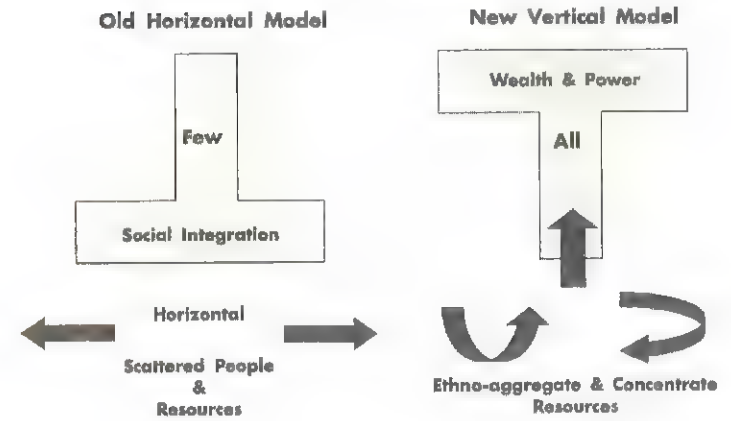 Old Horizontal Model
Few
Social Integration
Horizontal
Scattered People
&
Resources
New Vertical Model
Wealth & Power
All
Ethno-aggregate & Concentrate
Resources